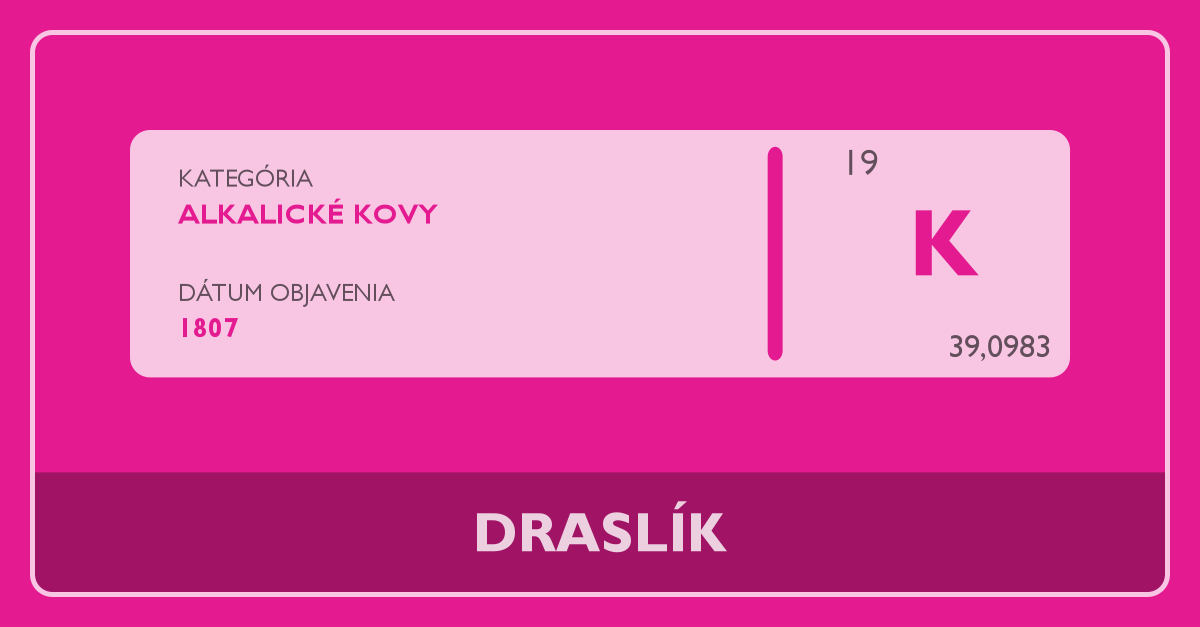 KATEGÓRIA
ALKALICKÉ KOVY
DÁTUM OBJAVENIA
1807
19
K
39,0983
DRASLÍK